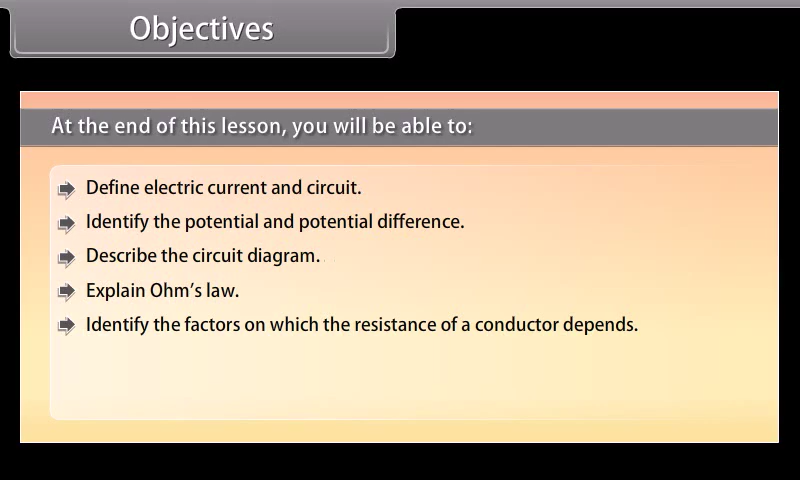 Objectives
At the end of this lesson, you will be able to:
Define electric current and circuit.
Identify the potential and potential difference.
Describe the circuit diagram.
Explain Ohm's law.
Identify the factors on which the resistance of a conductor depends.